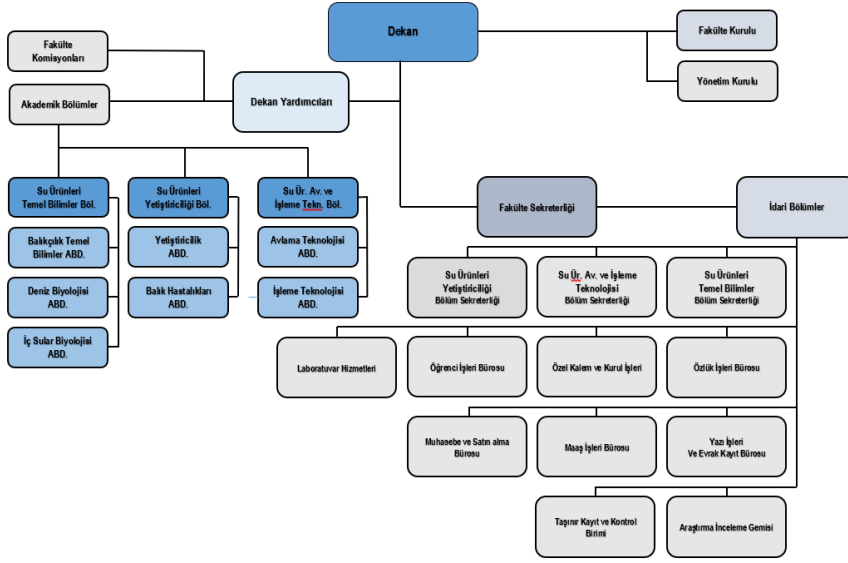 Dekan
Fakülte Kurulu
Yönetim Kurulu
Fakülte
Komisyonları
Akademik Bölümler
Dekan Yardımcıları
Su Ürünleri
Temel Bilimler Böl.
Su Ürünleri
Yetiştiriciliği Böl.
Su Ür. Av. ve
İşleme Tekn. Böl.
Balıkçılık Temel
Bilimler ABD.
Yetiştiricilik
ABD.
Avlama Teknolojisi
ABD.
Deniz Biyolojisi
ABD.
Balık Hastalıkları
ABD.
İşleme Teknolojisi
ABD.
İç Sular Biyolojisi
ABD.
Fakülte Sekreterliği
İdari Bölümler
Su Ürünleri
Yetiştiriciliği
Bölüm Sekreterliği
Su Ür. Av. ve İşleme
Teknolojisi
Bölüm Sekreterliği
Su Ürünleri
Temel Bilimler
Bölüm Sekreterliği
Laboratuvar Hizmetleri
Öğrenci İşleri Bürosu
Özel Kalem ve Kurul İşleri
Özlük İşleri Bürosu
Muhasebe ve Satın alma
Bürosu
Maaş İşleri Bürosu
Yazı İşleri
Ve Evrak Kayıt Bürosu
Taşınır Kayıt ve Kontrol
Birimi
Araştırma İnceleme Gemisi